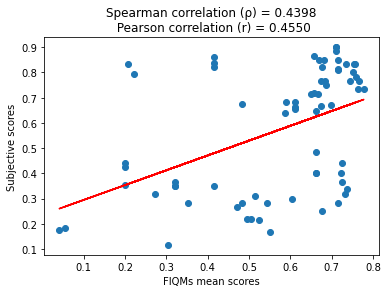 Spearman correlation (ρ) = 0.4398
Pearson correlation (r) = 0.4550
Subjective scores
0.9
0.8
0.7
0.6
0.5
0.4
0.3
0.2
0.1
0.1 0.2 0.3 0.4 0.5 0.6 0.7 0.8
FIQMs mean scores